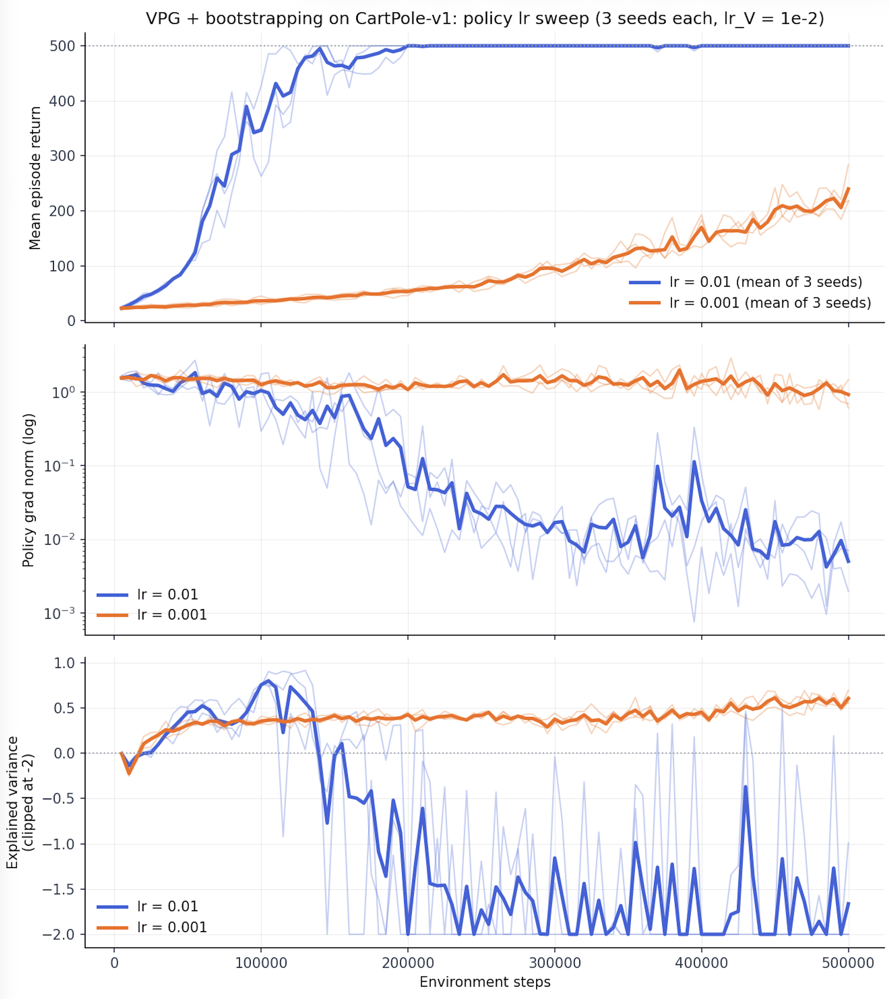 VPG + bootstrapping on CartPole-v1: policy lr sweep (3 seeds each, lr_V = 1e-2)
Mean episode return
500
400
300
200
100
0
lr = 0.01 (mean of 3 seeds)
lr = 0.001 (mean of 3 seeds)
Policy grad norm (log)
10⁰
10⁻¹
10⁻²
10⁻³
lr = 0.01
lr = 0.001
Explained variance
(clipped at -2)
1.0
0.5
0.0
−0.5
−1.0
−1.5
−2.0
lr = 0.01
lr = 0.001
0 100000 200000 300000 400000 500000
Environment steps